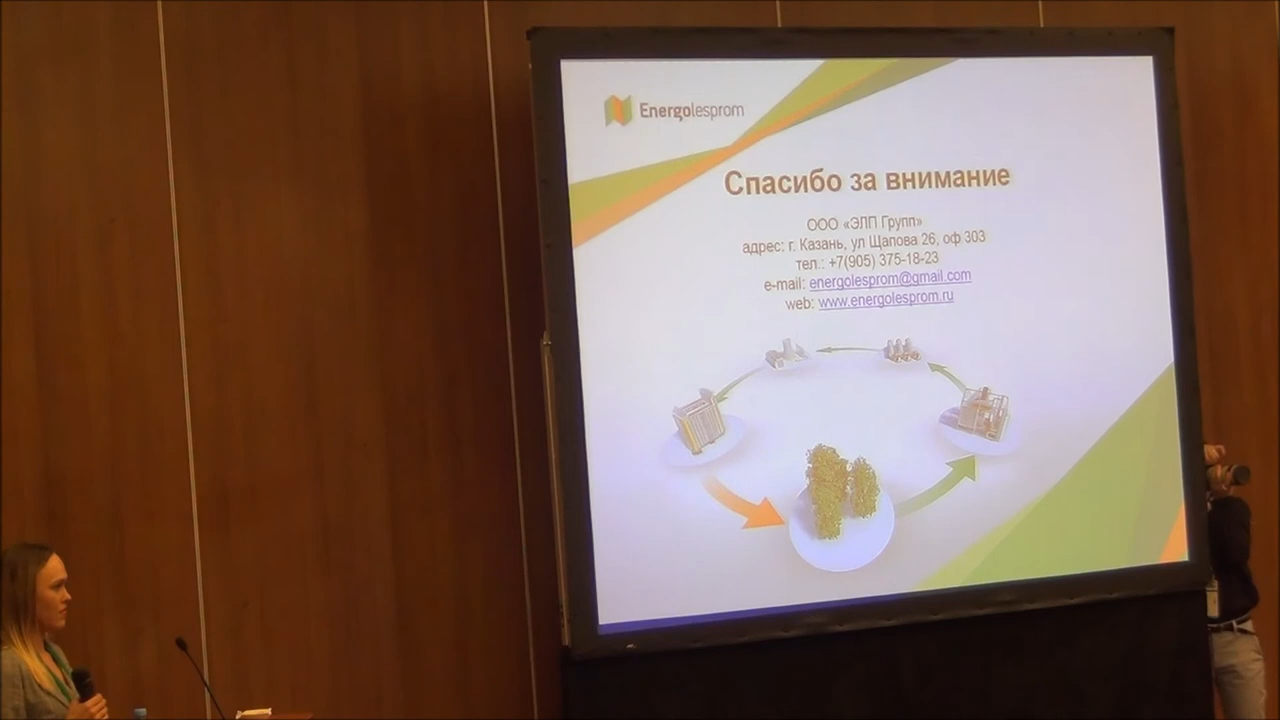 Energolesprom
Спасибо за внимание
ООО «ЭЛП Групп»
адрес: г. Казань, ул Щапова 26, оф 303
тел.: +7(905) 375-18-23
e-mail: energolesprom@gmail.com
web: www.energolesprom.ru